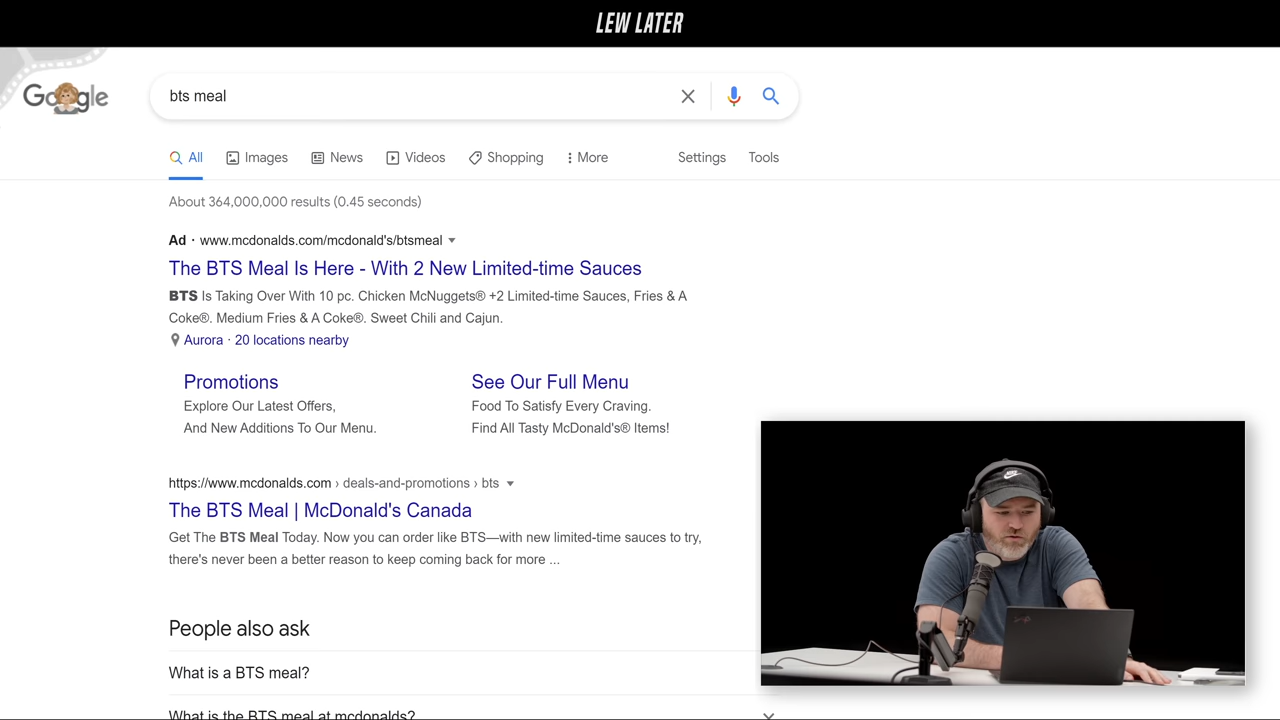 LEW LATER
Google
bts meal
All
Images
News
Videos
Shopping
More
Settings
Tools
About 364,000,000 results (0.45 seconds)
Ad · www.mcdonalds.com/mcdonald's/btsmeal
The BTS Meal Is Here - With 2 New Limited-time Sauces
BTS Is Taking Over With 10 pc. Chicken McNuggets® +2 Limited-time Sauces, Fries & A
Coke®. Medium Fries & A Coke®. Sweet Chili and Cajun.
Aurora · 20 locations nearby
Promotions
Explore Our Latest Offers,
And New Additions To Our Menu.
See Our Full Menu
Food To Satisfy Every Craving.
Find All Tasty McDonald's® Items!
https://www.mcdonalds.com › deals-and-promotions › bts
The BTS Meal | McDonald's Canada
Get The BTS Meal Today. Now you can order like BTS—with new limited-time sauces to try,
there's never been a better reason to keep coming back for more ...
People also ask
What is a BTS meal?
What is the BTS meal at mcdonalds?